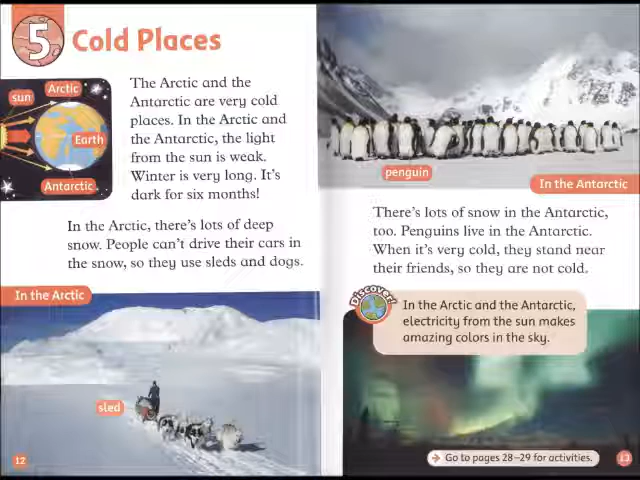 5 Cold Places
sun
Arctic
Earth
Antarctic
The Arctic and the
Antarctic are very cold
places. In the Arctic and
the Antarctic, the light
from the sun is weak.
Winter is very long. It's
dark for six months!
In the Arctic, there's lots of deep
snow. People can't drive their cars in
the snow, so they use sleds and dogs.
In the Arctic
sled
12
penguin
In the Antarctic
There's lots of snow in the Antarctic,
too. Penguins live in the Antarctic.
When it's very cold, they stand near
their friends, so they are not cold.
Discover!
In the Arctic and the Antarctic,
electricity from the sun makes
amazing colors in the sky.
Go to pages 28–29 for activities.
13